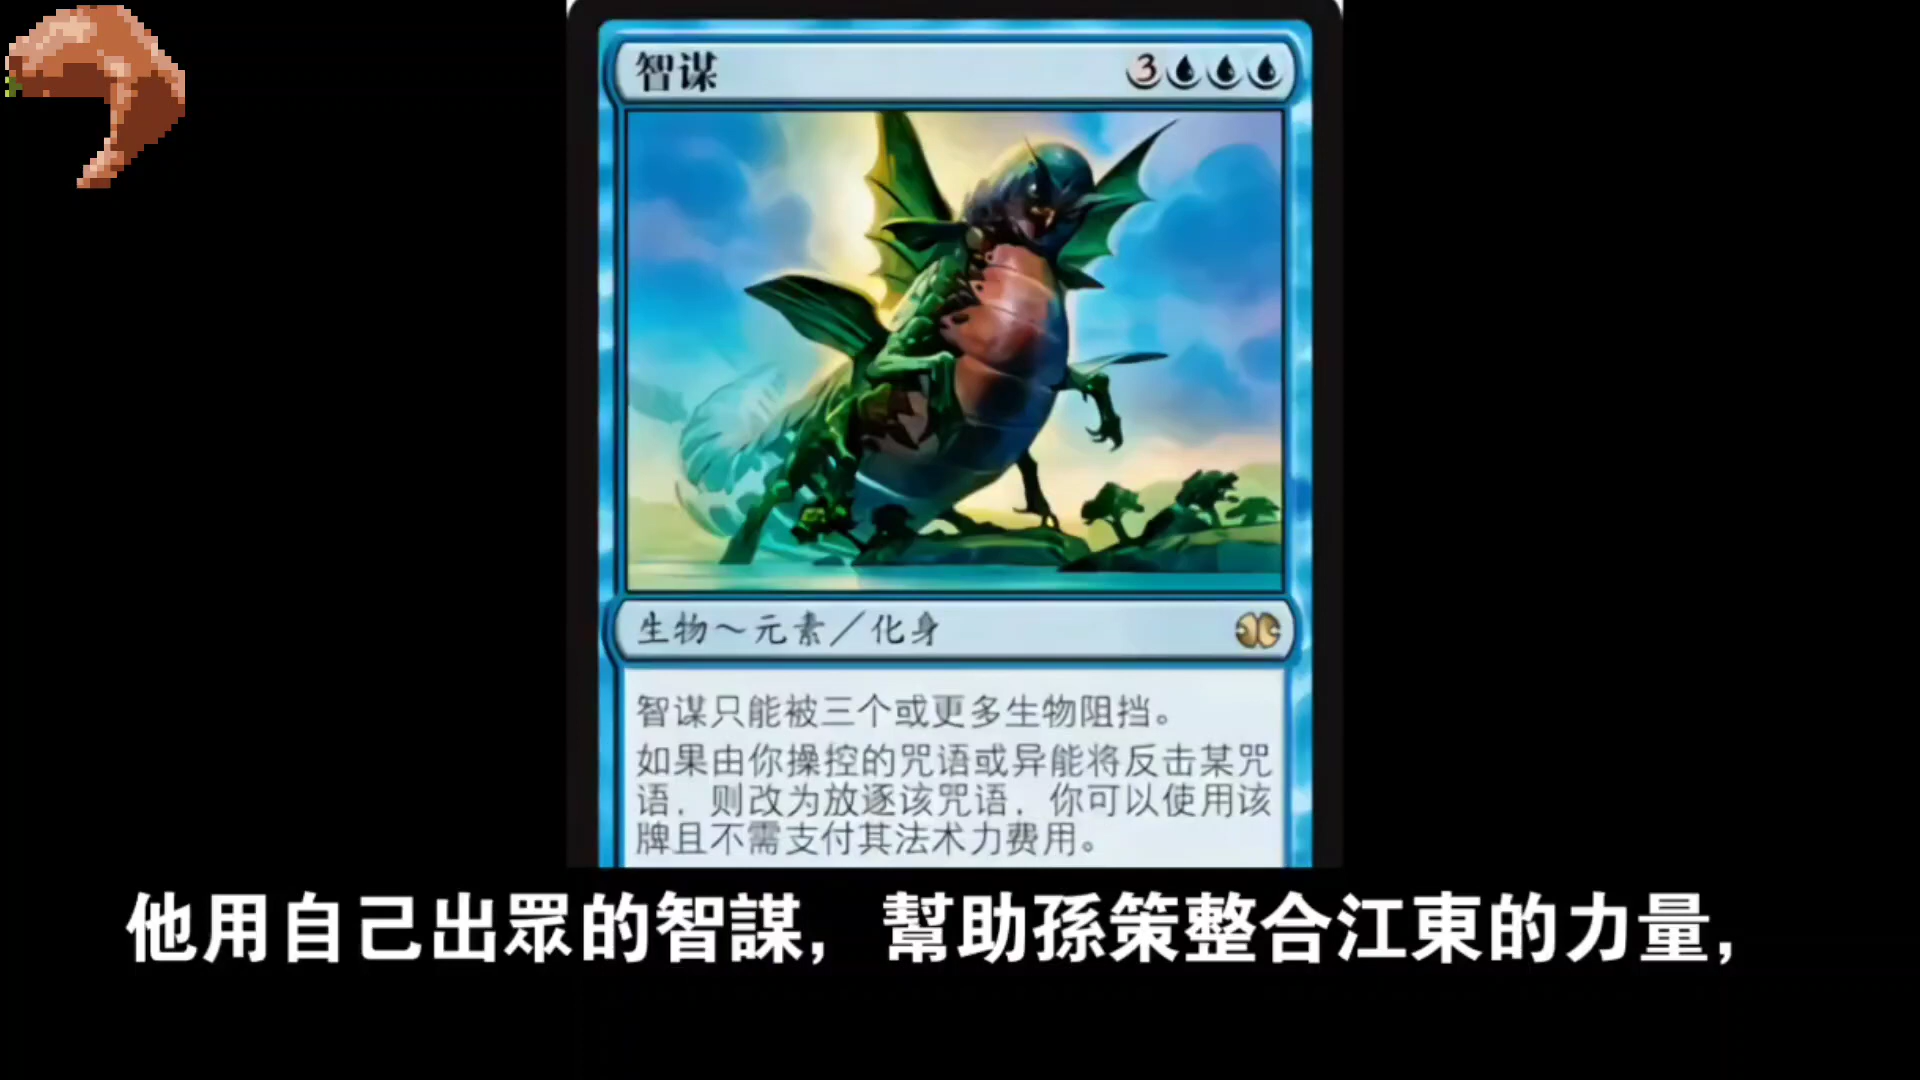 智谋
3
生物～元素／化身
智谋只能被三个或更多生物阻挡。
如果由你操控的咒语或异能将反击某咒
语，则改为放逐该咒语，你可以使用该
牌且不需支付其法术力费用。
他用自己出眾的智謀，幫助孫策整合江東的力量，